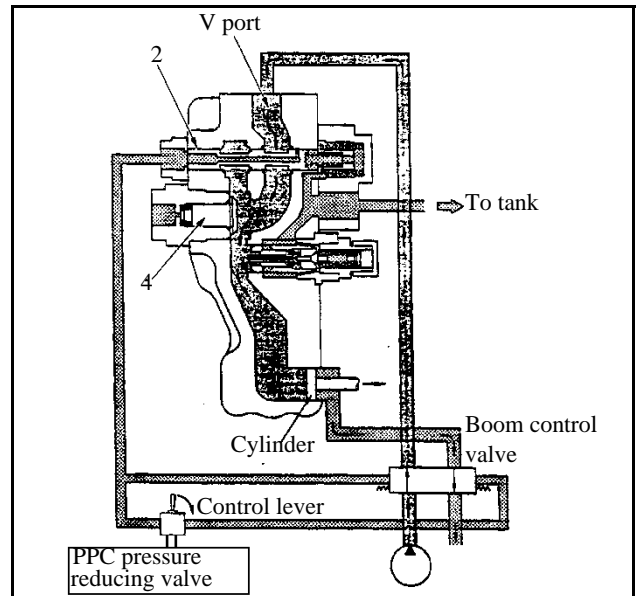 V port
2
To tank
4
Cylinder
Boom control
valve
Control lever
PPC pressure
reducing valve